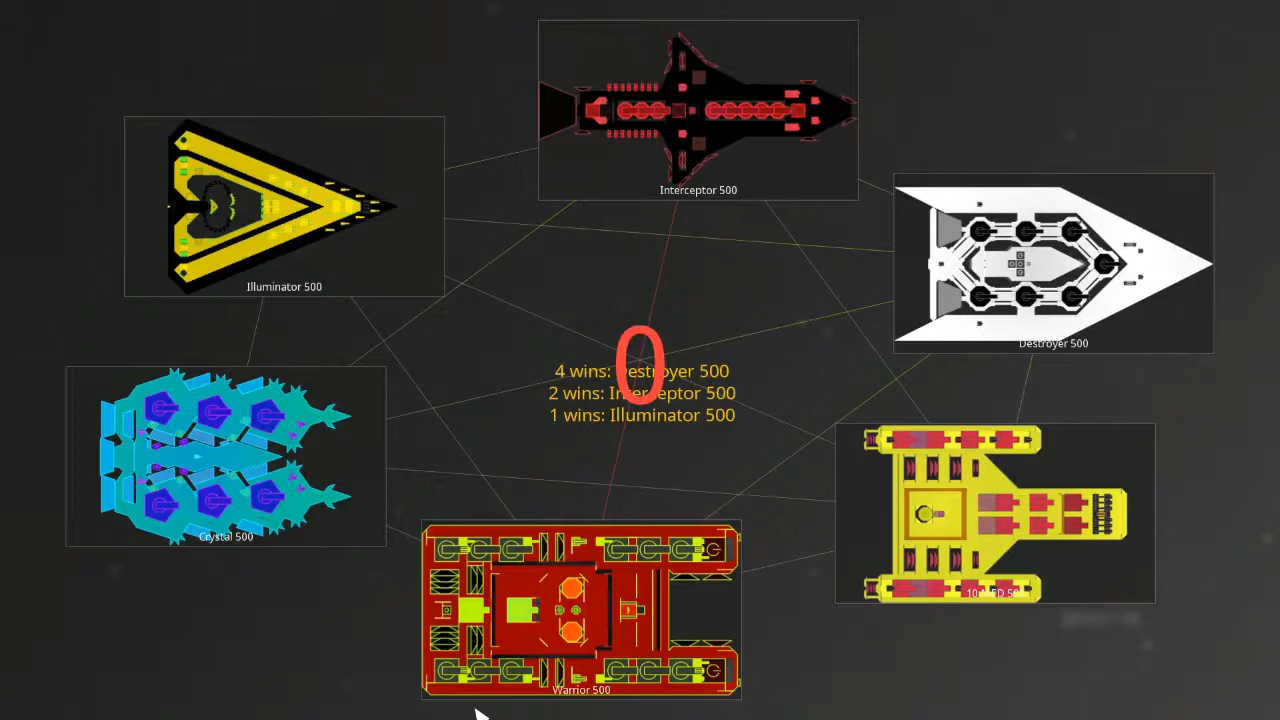 Interceptor 500
Illuminator 500
Destroyer 500
0
4 wins: Destroyer 500
2 wins: Interceptor 500
1 wins: Illuminator 500
Crystal 500
Warrior 500